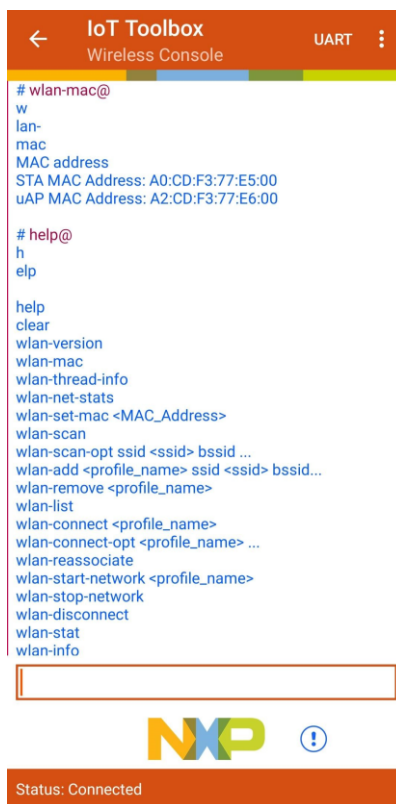 IoT Toolbox
Wireless Console
UART
# wlan-mac@
w
lan-
mac
MAC address
STA MAC Address: A0:CD:F3:77:E5:00
uAP MAC Address: A2:CD:F3:77:E6:00
# help@
h
elp
help
clear
wlan-version
wlan-mac
wlan-thread-info
wlan-net-stats
wlan-set-mac <MAC_Address>
wlan-scan
wlan-scan-opt ssid <ssid> bssid ...
wlan-add <profile_name> ssid <ssid> bssid...
wlan-remove <profile_name>
wlan-list
wlan-connect <profile_name>
wlan-connect-opt <profile_name> ...
wlan-reassociate
wlan-start-network <profile_name>
wlan-stop-network
wlan-disconnect
wlan-stat
wlan-info
NXP
Status: Connected